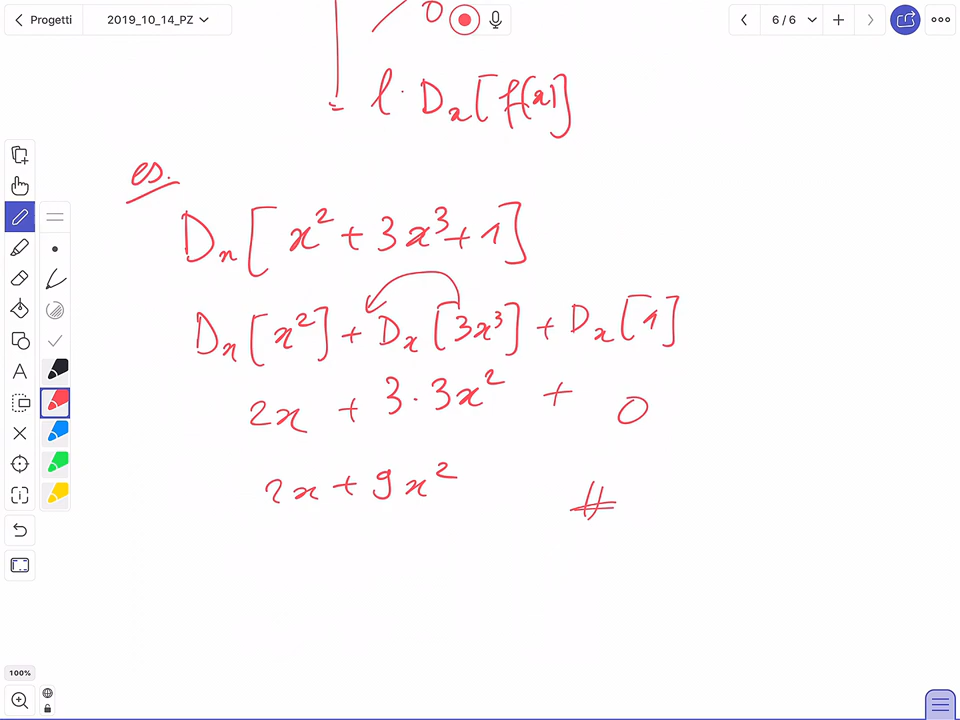 Progetti 2019_10_14_PZ 6/6
0
= l · Dx [f(x)]
es.
Dx [x² + 3x³ + 1]
Dx [x²] + Dx [3x³] + Dx [1]
2x + 3 · 3x² + 0
2x + 9x² #
A
100%